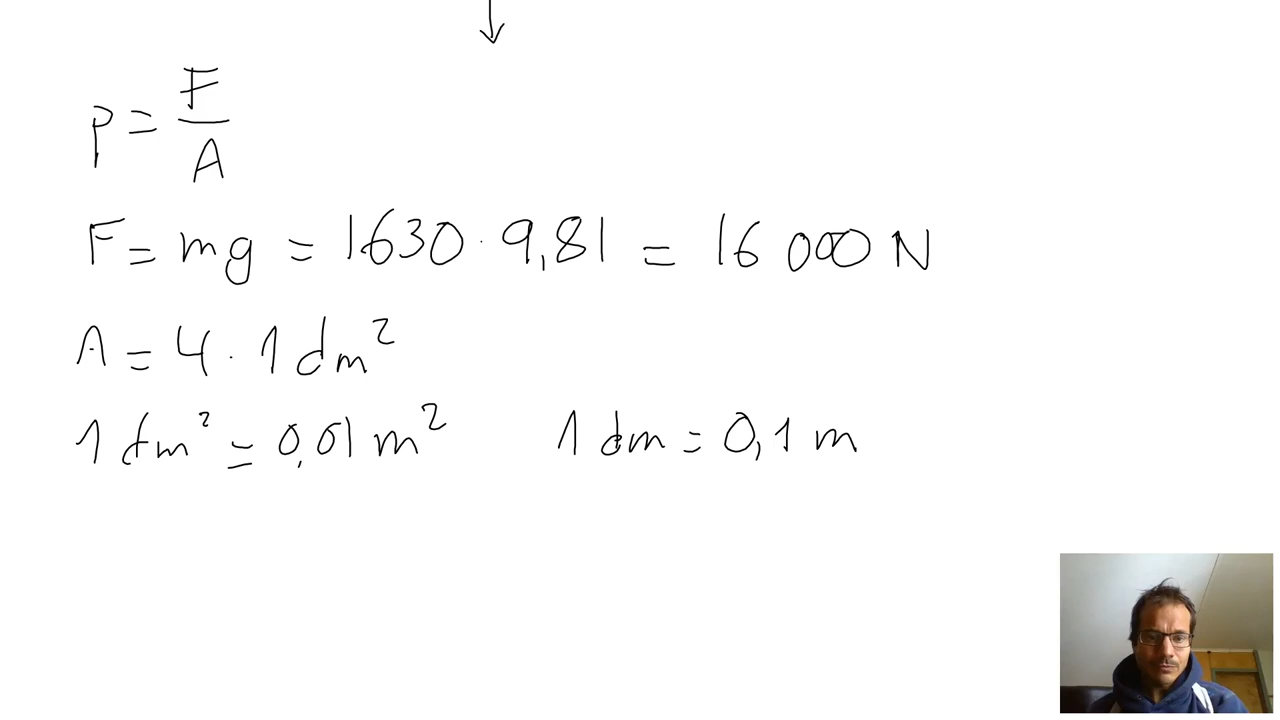 p = F/A
F = mg = 1630 · 9,81 = 16 000 N
A = 4 · 1 dm²
1 dm² = 0,01 m² 1 dm = 0,1 m